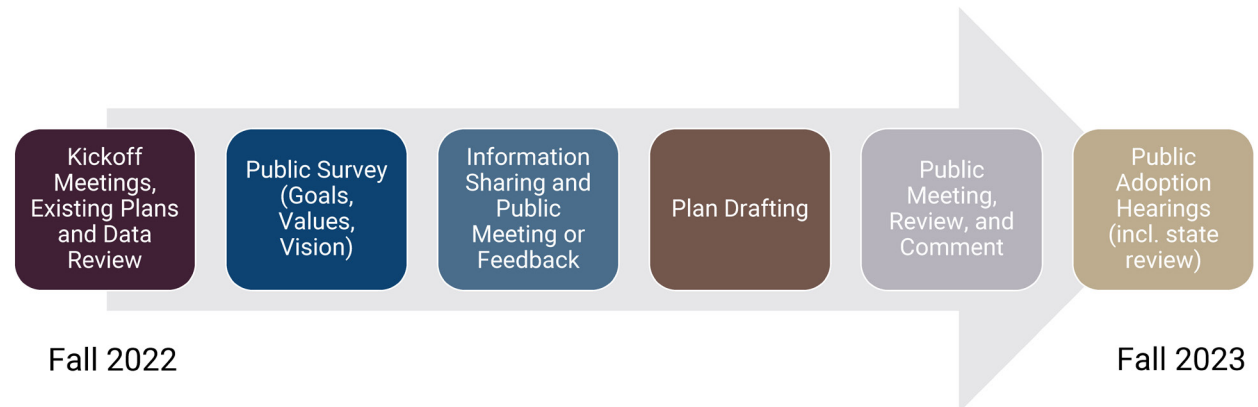 Kickoff
Meetings,
Existing Plans
and Data
Review
Public Survey
(Goals,
Values,
Vision)
Information
Sharing and
Public
Meeting or
Feedback
Plan Drafting
Public
Meeting,
Review, and
Comment
Public
Adoption
Hearings
(incl. state
review)
Fall 2022
Fall 2023